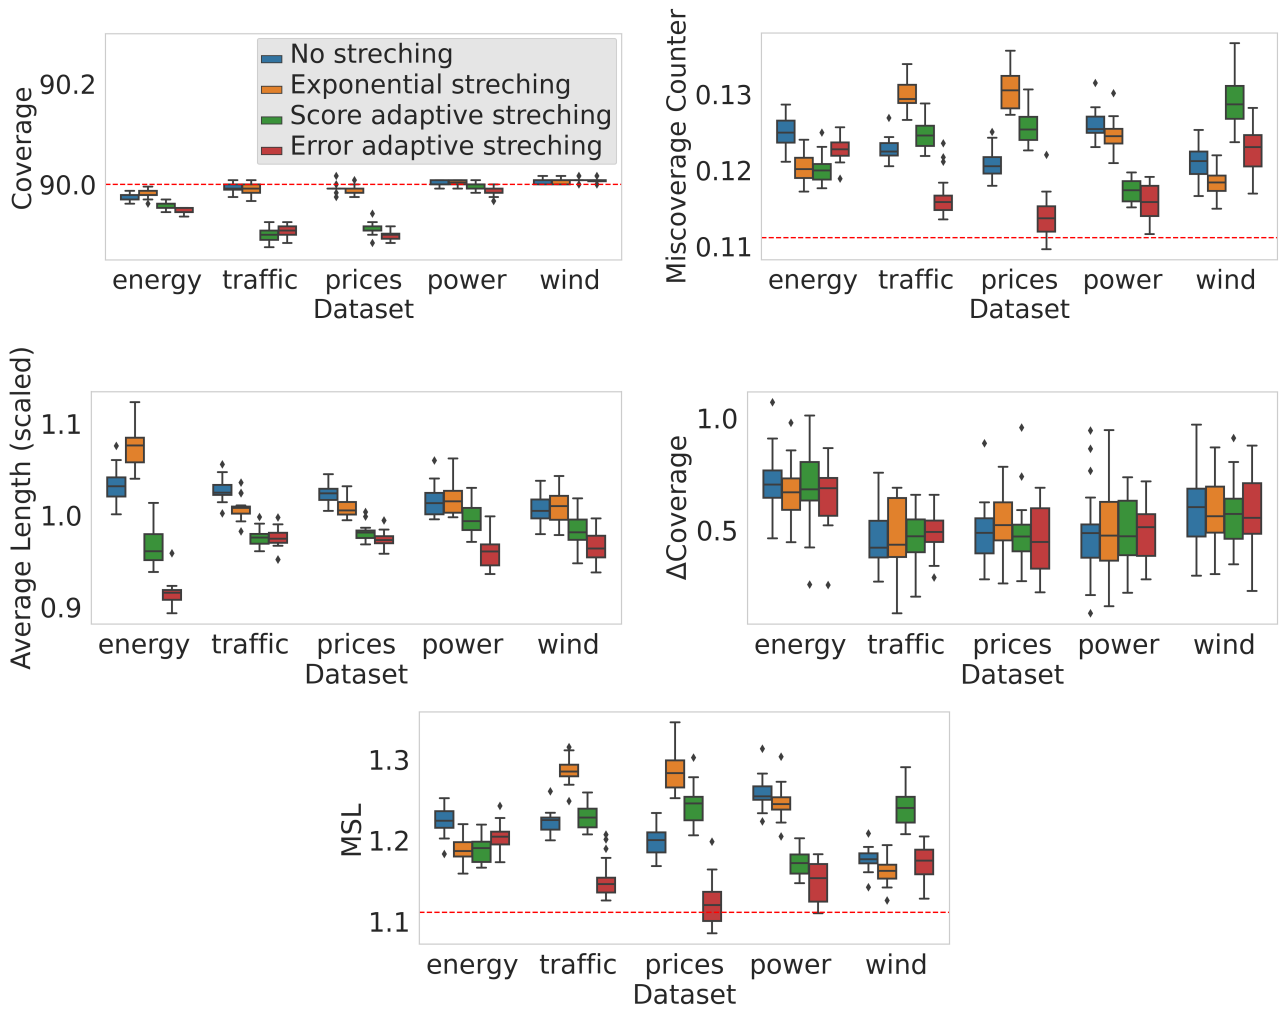 Coverage
90.2
90.0
No streching
Exponential streching
Score adaptive streching
Error adaptive streching
energy traffic prices power wind
Dataset
Miscoverage Counter
0.13
0.12
0.11
energy traffic prices power wind
Dataset
Average Length (scaled)
1.1
1.0
0.9
energy traffic prices power wind
Dataset
ΔCoverage
1.0
0.5
energy traffic prices power wind
Dataset
MSL
1.3
1.2
1.1
energy traffic prices power wind
Dataset